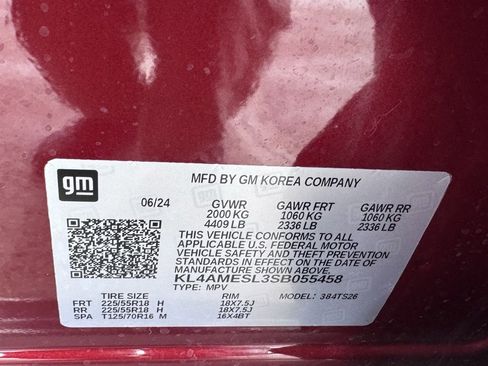 gm
MFD BY GM KOREA COMPANY
06/24 GVWR GAWR FRT GAWR RR
2000 KG 1060 KG 1060 KG
4409 LB 2336 LB 2336 LB
THIS VEHICLE CONFORMS TO ALL
APPLICABLE U.S. FEDERAL MOTOR
VEHICLE SAFETY AND THEFT PREVENTION
STANDARDS IN EFFECT ON THE DATE OF
MANUFACTURE SHOWN ABOVE.
KL4AMESL3SB055458
TYPE: MPV MODEL: 384TS26
TIRE SIZE RIM
FRT 225/55R18 H 18X7.5J
RR 225/55R18 H 18X7.5J
SPA T125/70R16 M 16X4BT